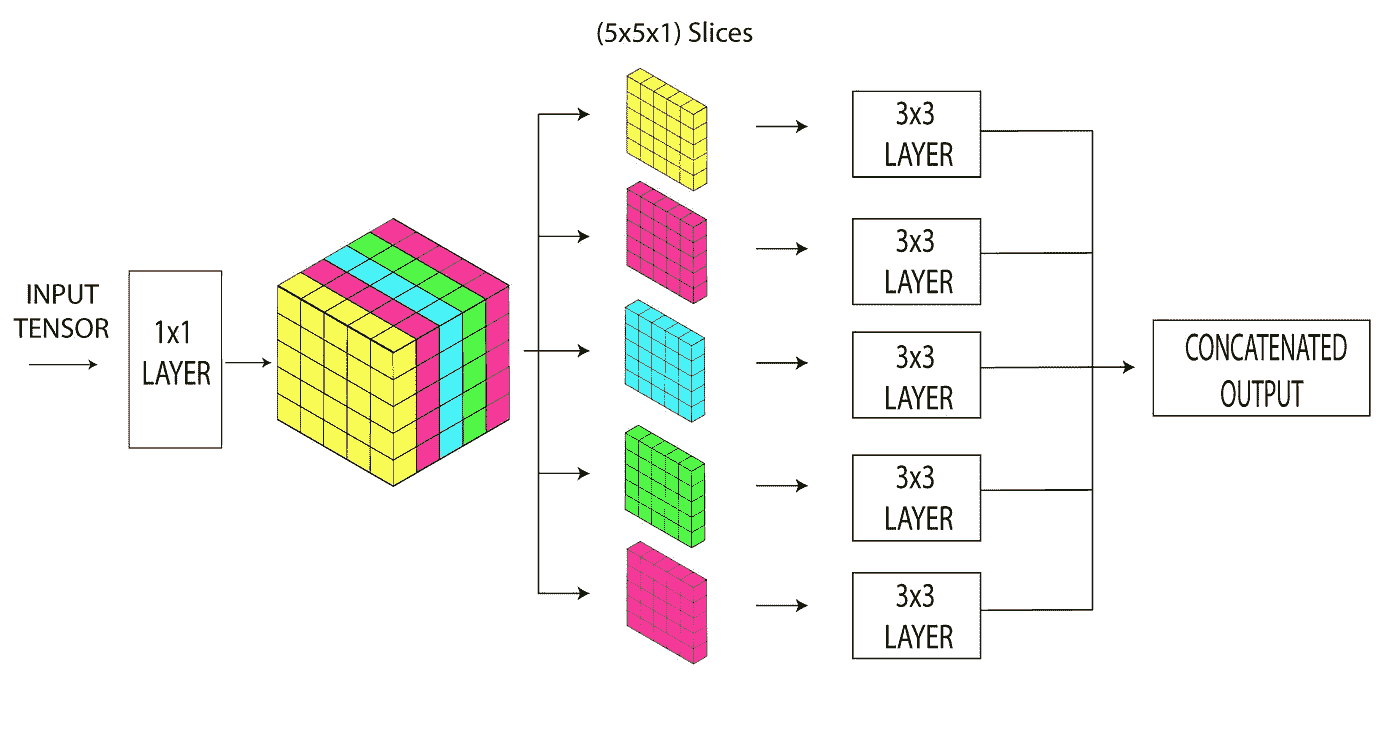 (5x5x1) Slices
INPUT
TENSOR
1x1
LAYER
3x3
LAYER
3x3
LAYER
3x3
LAYER
3x3
LAYER
3x3
LAYER
CONCATENATED
OUTPUT